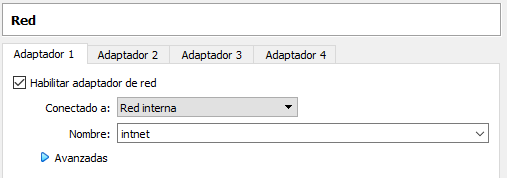 Red
Adaptador 1 Adaptador 2 Adaptador 3 Adaptador 4
Habilitar adaptador de red
Conectado a: Red interna
Nombre: intnet
Avanzadas